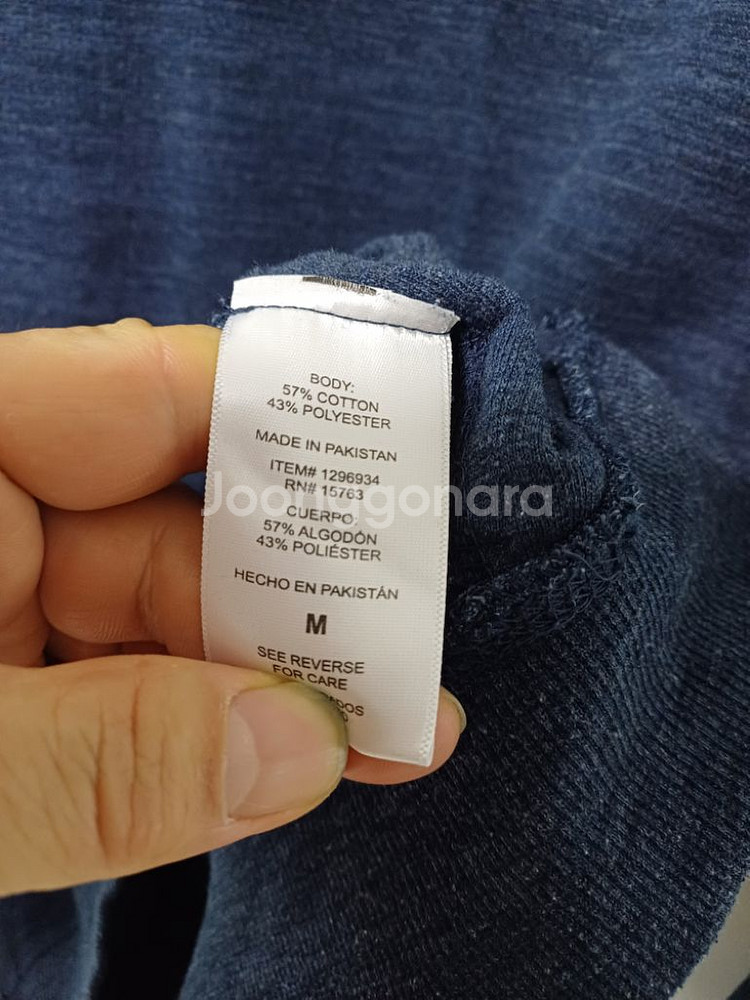 BODY:
57% COTTON
43% POLYESTER
MADE IN PAKISTAN
ITEM# 1296934
RN# 15763
Joonggonara
CUERPO:
57% ALGODÓN
43% POLIÉSTER
HECHO EN PAKISTÁN
M
SEE REVERSE
FOR CARE